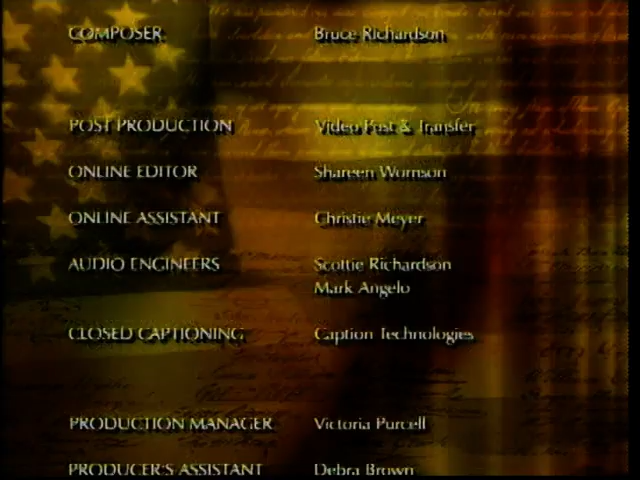 COMPOSER Bruce Richardson
POST PRODUCTION Video Post & Transfer
ONLINE EDITOR Shareen
ONLINE ASSISTANT Christie Meyer
AUDIO ENGINEERS Scottie Richardson
Mark Angelo
CLOSED CAPTIONING Caption Technologies
PRODUCTION MANAGER Victoria Purcell
PRODUCER'S ASSISTANT Debra Brown